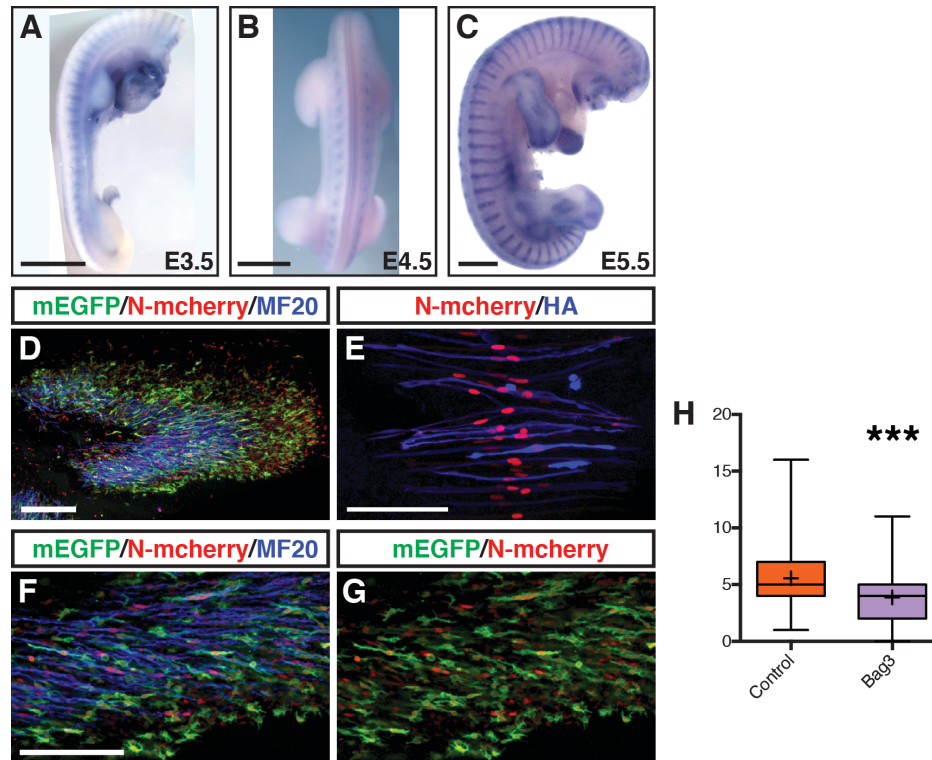 A
B
C
E3.5
E4.5
E5.5
mEGFP/N-mcherry/MF20
N-mcherry/HA
D
E
mEGFP/N-mcherry/MF20
mEGFP/N-mcherry
F
G
H
20
15
10
5
0
***
Control
Bag3